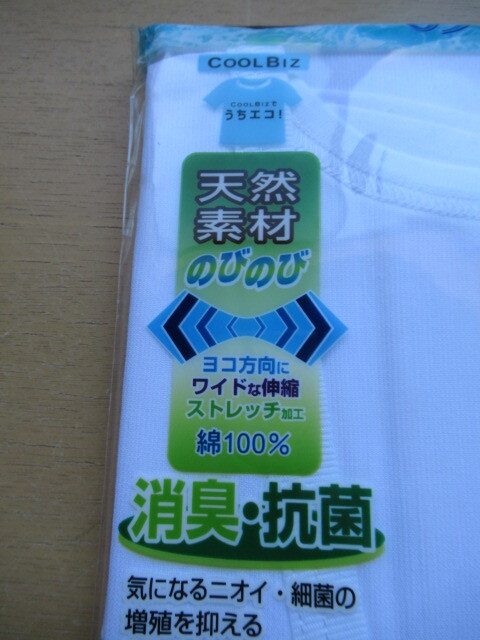 COOLBIZ
COOLBIZで
うちエコ!
天然
素材
のびのび
ヨコ方向に
ワイドな伸縮
ストレッチ加工
綿100%
消臭・抗菌
気になるニオイ・細菌の
増殖を抑える